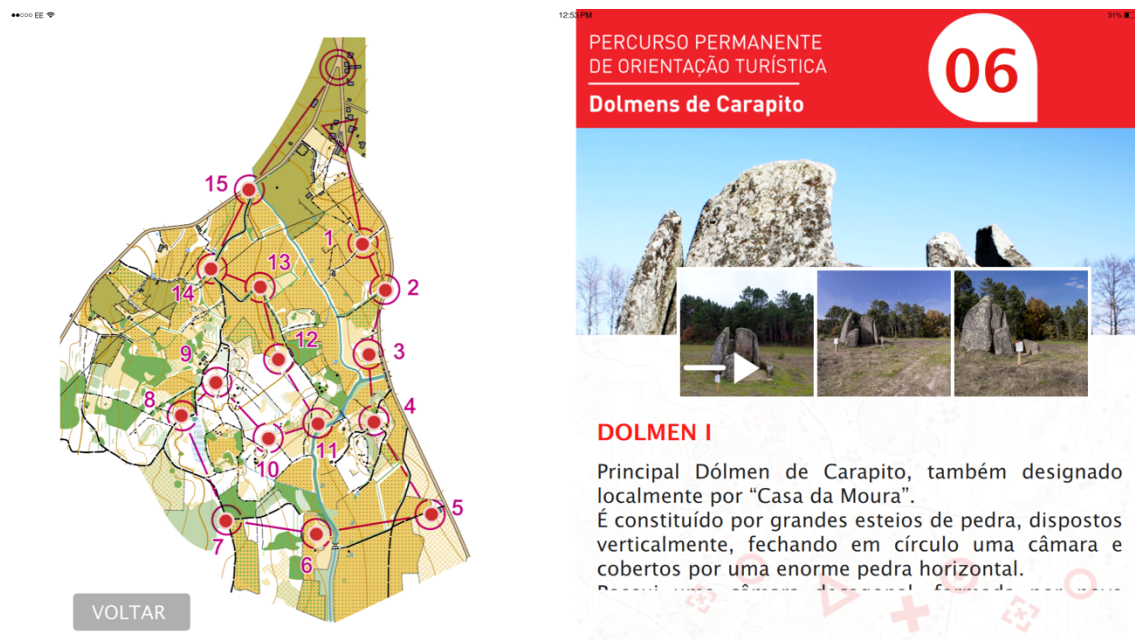 EE
12:53 PM
31%
15
1
13
14
2
12
3
9
8
4
11
10
5
7
6
VOLTAR
PERCURSO PERMANENTE
DE ORIENTAÇÃO TURÍSTICA
Dolmens de Carapito
06
DOLMEN I
Principal Dólmen de Carapito, também designado
localmente por “Casa da Moura”.
É constituído por grandes esteios de pedra, dispostos
verticalmente, fechando em círculo uma câmara e
cobertos por uma enorme pedra horizontal.